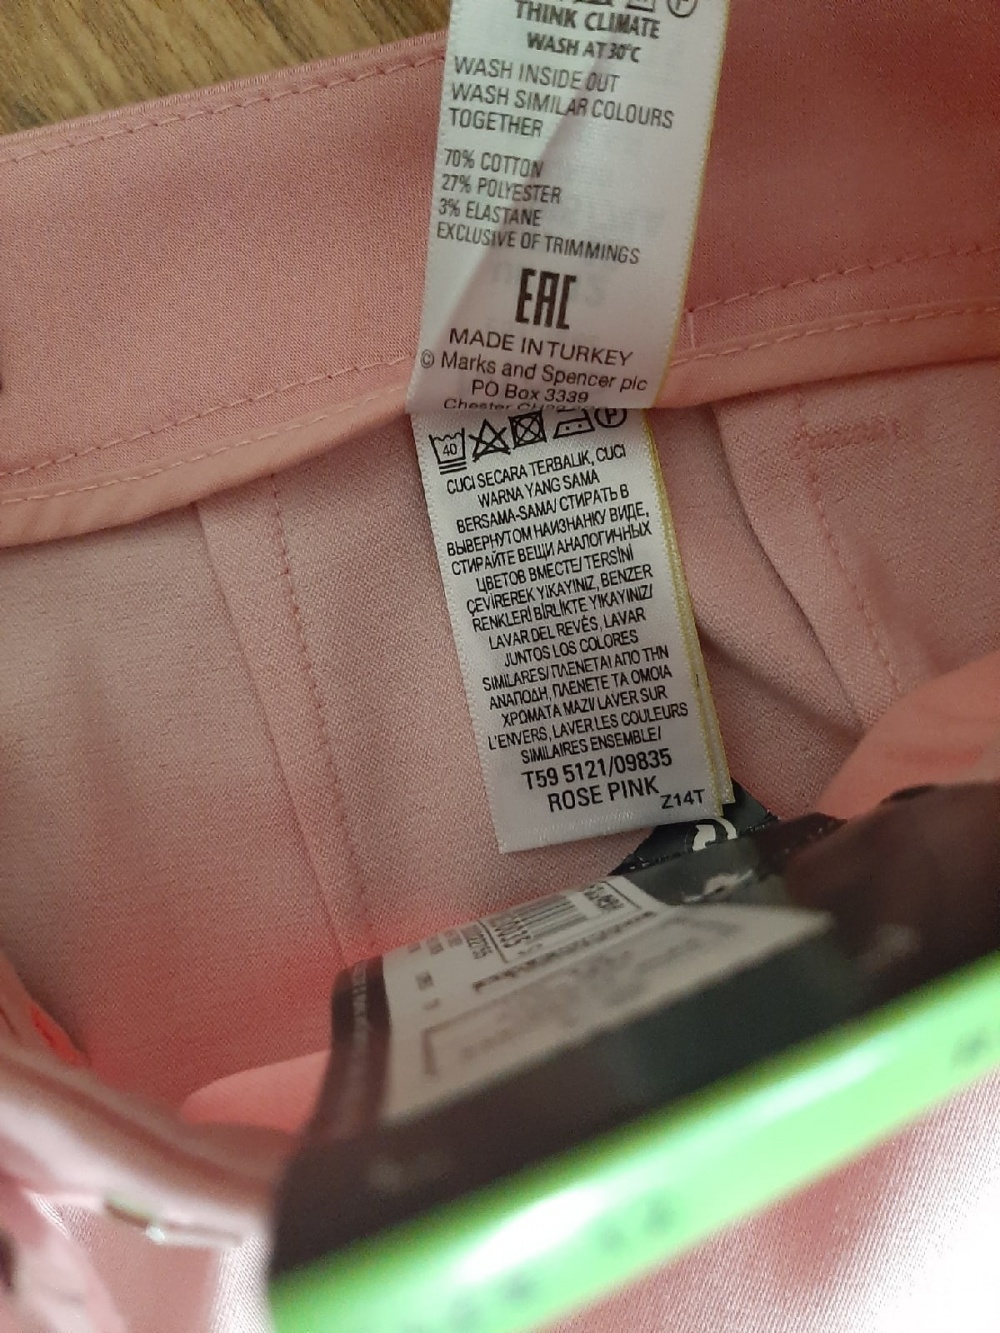 THINK CLIMATE
WASH AT 30°C
WASH INSIDE OUT
WASH SIMILAR COLOURS
TOGETHER
70% COTTON
27% POLYESTER
3% ELASTANE
EXCLUSIVE OF TRIMMINGS
EAC
MADE IN TURKEY
© Marks and Spencer plc
PO Box 3339
Chester
40
P
CUCI SECARA TERBALIK, CUCI
WARNA YANG SAMA
BERSAMA-SAMA/ СТИРАТЬ В
ВЫВЕРНУТОМ НАИЗНАНКУ ВИДЕ,
СТИРАЙТЕ ВЕЩИ АНАЛОГИЧНЫХ
ЦВЕТОВ ВМЕСТЕ/ TERSİNİ
ÇEVİREREK YIKAYINIZ, BENZER
RENKLERİ BİRLİKTE YIKAYINIZ/
LAVAR DEL REVÉS, LAVAR
JUNTOS LOS COLORES
SIMILARES/ ΠΛΕΝΕΤΑΙ ΑΠΟ ΤΗΝ
ΑΝΑΠΟΔΗ, ΠΛΕΝΕΤΕ ΤΑ ΟΜΟΙΑ
ΧΡΩΜΑΤΑ ΜΑΖΙ/ LAVER SUR
L'ENVERS, LAVER LES COULEURS
SIMILAIRES ENSEMBLE/
T59 5121/09835
ROSE PINK
Z14T